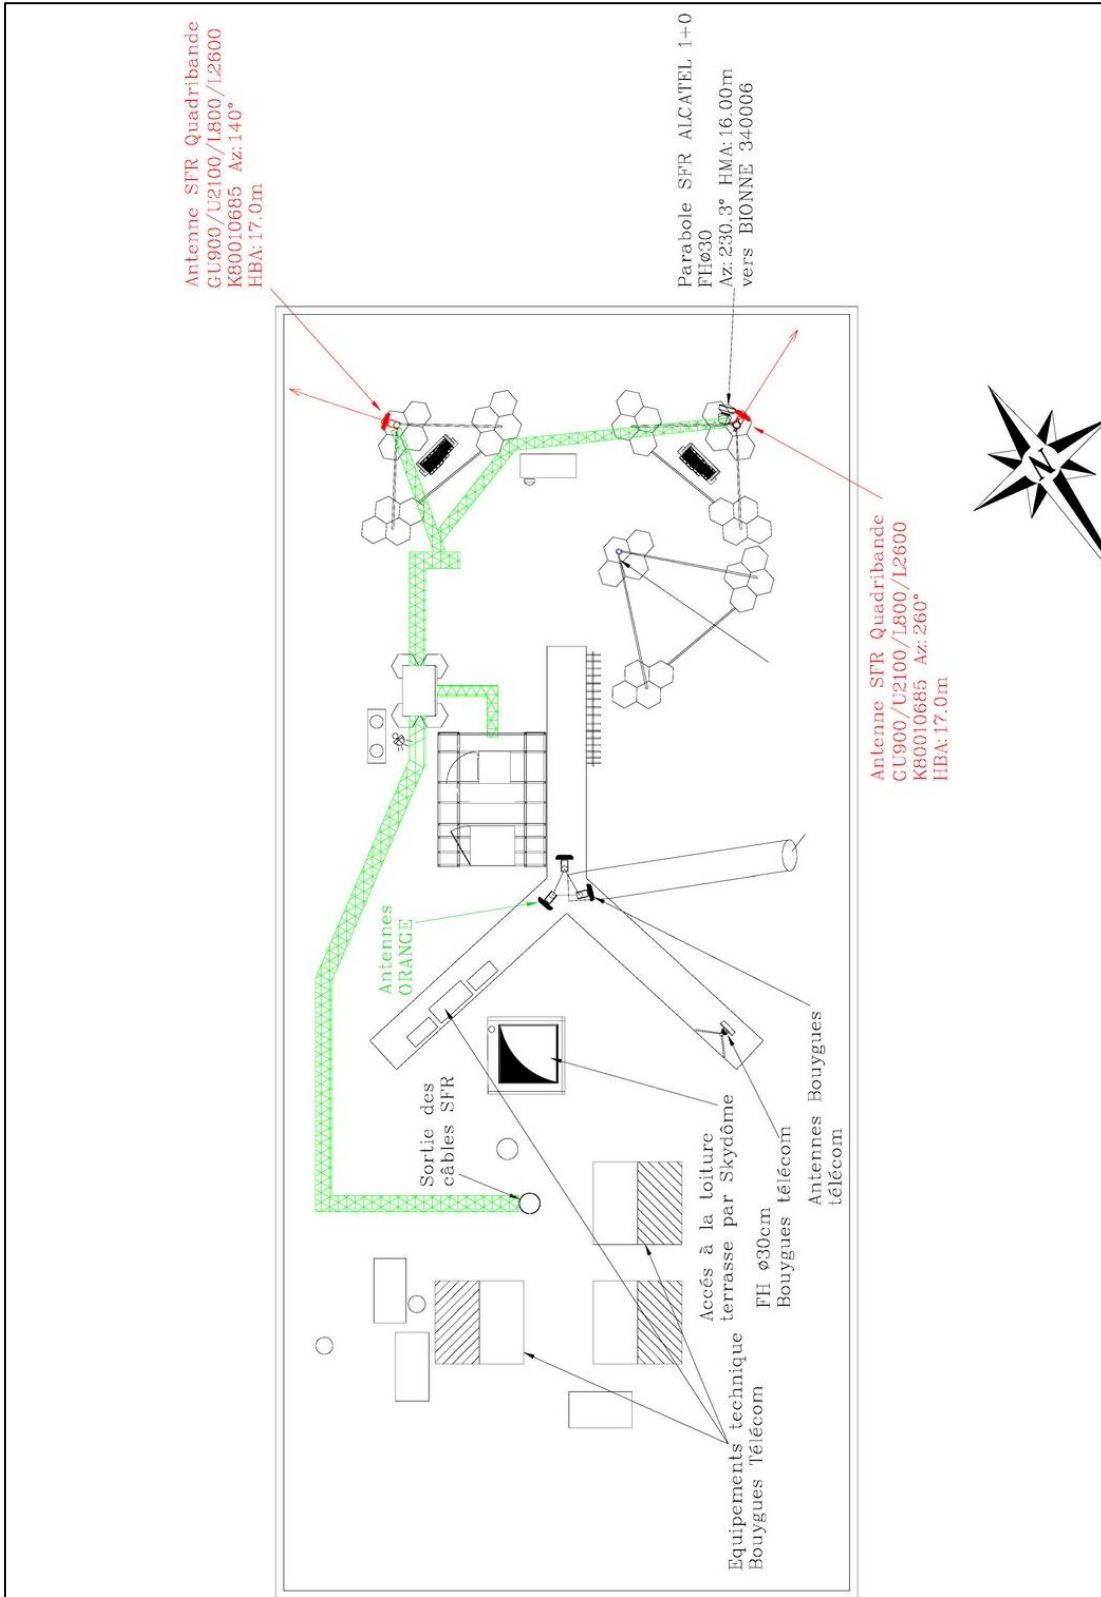 Antenne SFR Quadribande
GU900/U2100/L800/L2600
K80010685 Az:140°
HBA:17.0m
Parabole SFR ALCATEL 1+0
FHø30
Az:230.3° HMA:16.00m
vers BIONNE 340006
N
Antenne SFR Quadribande
GU900/U2100/L800/L2600
K80010685 Az:260°
HBA:17.0m
Antennes
ORANGE
Sortie des
câbles SFR
Accés à la toiture
terrasse par Skydôme
FH ø30cm
Bouygues télécom
Antennes Bouygues
télécom
Equipements technique
Bouygues Télécom